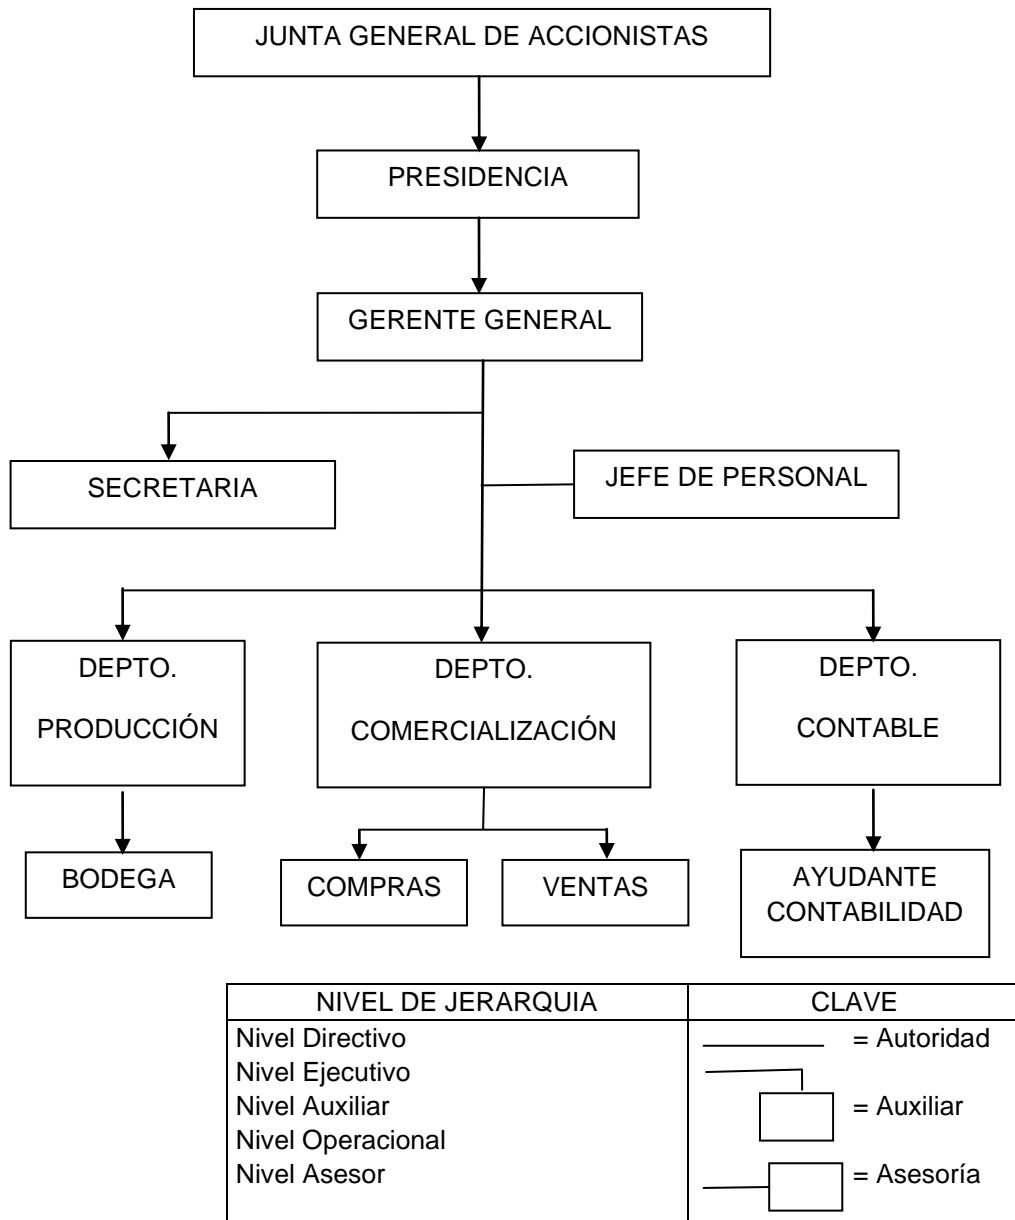 JUNTA GENERAL DE ACCIONISTAS
PRESIDENCIA
GERENTE GENERAL
SECRETARIA
JEFE DE PERSONAL
DEPTO.
PRODUCCIÓN
DEPTO.
COMERCIALIZACIÓN
DEPTO.
CONTABLE
BODEGA
COMPRAS
VENTAS
AYUDANTE
CONTABILIDAD
NIVEL DE JERARQUIA
CLAVE
Nivel Directivo
= Autoridad
Nivel Ejecutivo
Nivel Auxiliar
= Auxiliar
Nivel Operacional
Nivel Asesor
= Asesoría